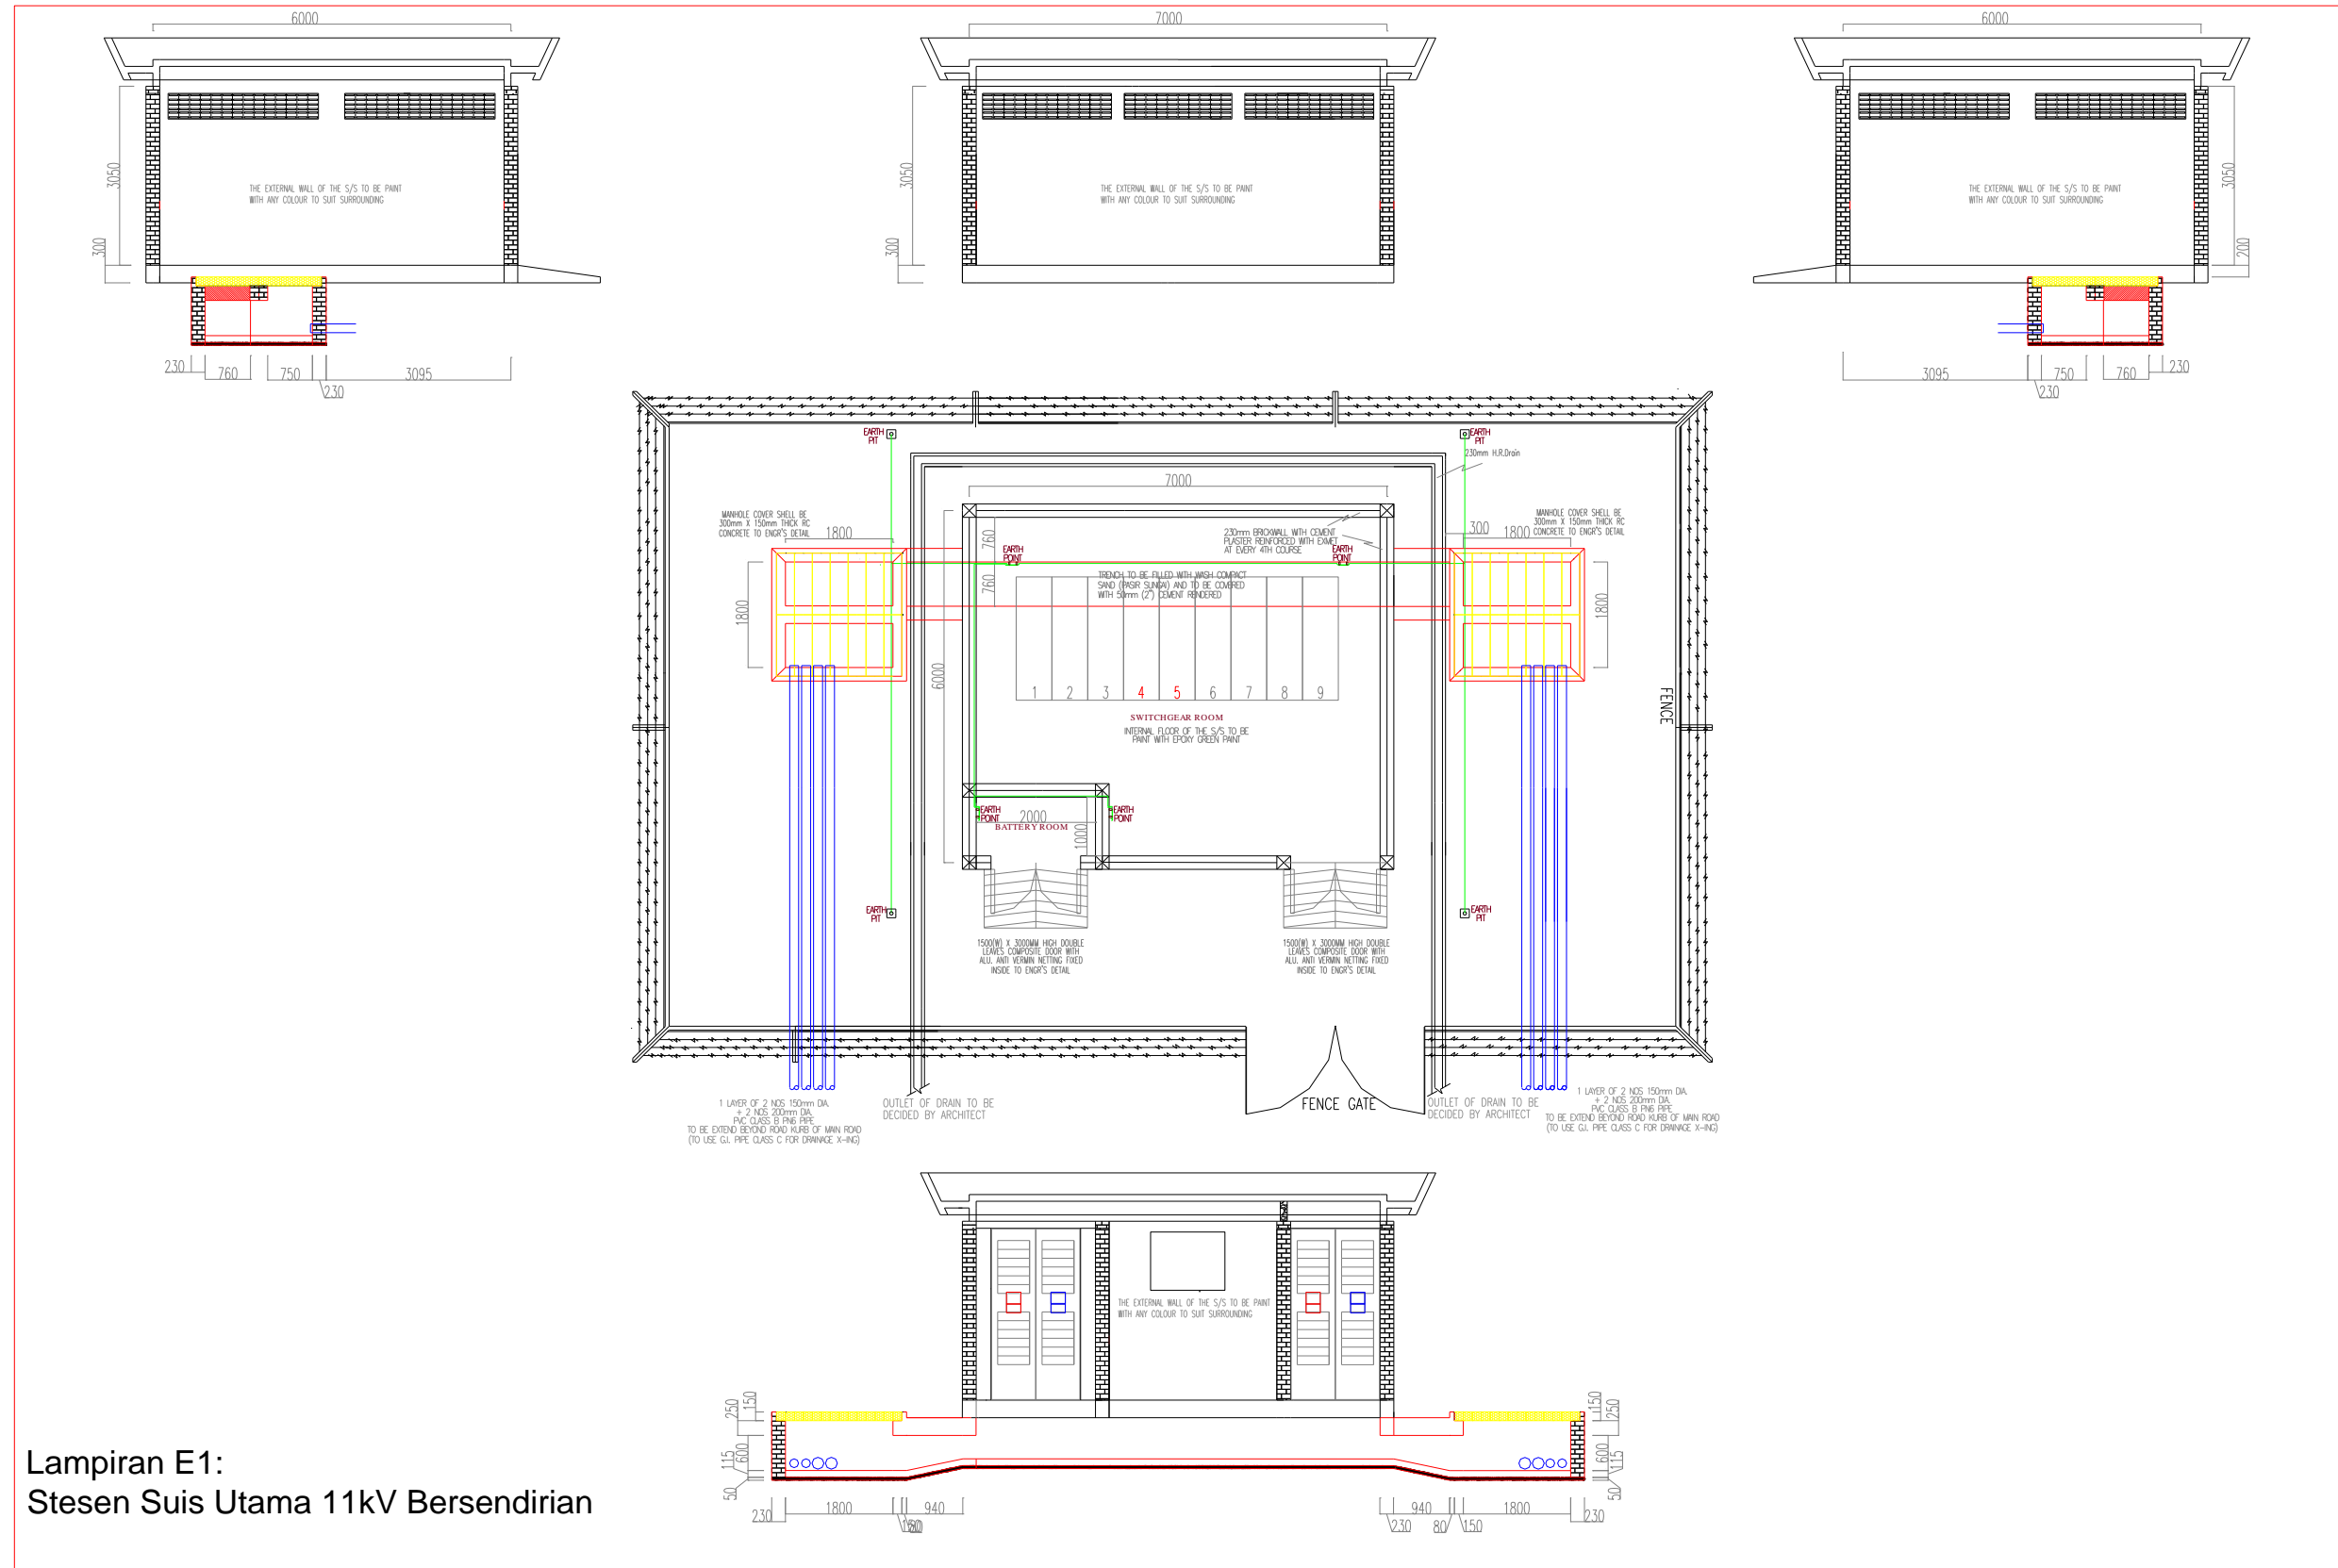 6000
7000
6000
3050
300
THE EXTERNAL WALL OF THE S/S TO BE PAINT
WITH ANY COLOUR TO SUIT SURROUNDING
3050
300
THE EXTERNAL WALL OF THE S/S TO BE PAINT
WITH ANY COLOUR TO SUIT SURROUNDING
THE EXTERNAL WALL OF THE S/S TO BE PAINT
WITH ANY COLOUR TO SUIT SURROUNDING
3050
200
230
760
750
230
3095
3095
230
750
760
230
EARTH
PIT
EARTH
PIT
230mm H.R.Drain
7000
MANHOLE COVER SHELL BE
300mm X 150mm THICK RC
CONCRETE TO ENGR'S DETAIL
1800
1800
760
760
EARTH
POINT
230mm BRICKWALL WITH CEMENT
PLASTER REINFORCED WITH EXMET
AT EVERY 4TH COURSE
EARTH
POINT
300
MANHOLE COVER SHELL BE
300mm X 150mm THICK RC
CONCRETE TO ENGR'S DETAIL
1800
1800
TRENCH TO BE FILLED WITH WASH COMPACT
SAND (PASIR SUNGAI) AND TO BE COVERED
WITH 50mm (2") CEMENT RENDERED
6000
1 2 3 4 5 6 7 8 9
FENCE
SWITCHGEAR ROOM
INTERNAL FLOOR OF THE S/S TO BE
PAINT WITH EPOXY GREEN PAINT
EARTH
POINT
2000
BATTERY ROOM
1000
EARTH
POINT
EARTH
PIT
EARTH
PIT
1500(W) X 3000MM HIGH DOUBLE
LEAVES COMPOSITE DOOR WITH
ALU. ANTI VERMIN NETTING FIXED
INSIDE TO ENGR'S DETAIL
1500(W) X 3000MM HIGH DOUBLE
LEAVES COMPOSITE DOOR WITH
ALU. ANTI VERMIN NETTING FIXED
INSIDE TO ENGR'S DETAIL
1 LAYER OF 2 NOS 150mm DIA.
+ 2 NOS 200mm DIA.
PVC CLASS B PN6 PIPE
TO BE EXTEND BEYOND ROAD KURB OF MAIN ROAD
(TO USE G.I. PIPE CLASS C FOR DRAINAGE X-ING)
OUTLET OF DRAIN TO BE
DECIDED BY ARCHITECT
FENCE GATE
OUTLET OF DRAIN TO BE
DECIDED BY ARCHITECT
1 LAYER OF 2 NOS 150mm DIA.
+ 2 NOS 200mm DIA.
PVC CLASS B PN6 PIPE
TO BE EXTEND BEYOND ROAD KURB OF MAIN ROAD
(TO USE G.I. PIPE CLASS C FOR DRAINAGE X-ING)
THE EXTERNAL WALL OF THE S/S TO BE PAINT
WITH ANY COLOUR TO SUIT SURROUNDING
250
150
600
115
50
150
250
600
115
50
230
1800
940
940
230
80
150
1800
230
Lampiran E1:
Stesen Suis Utama 11kV Bersendirian